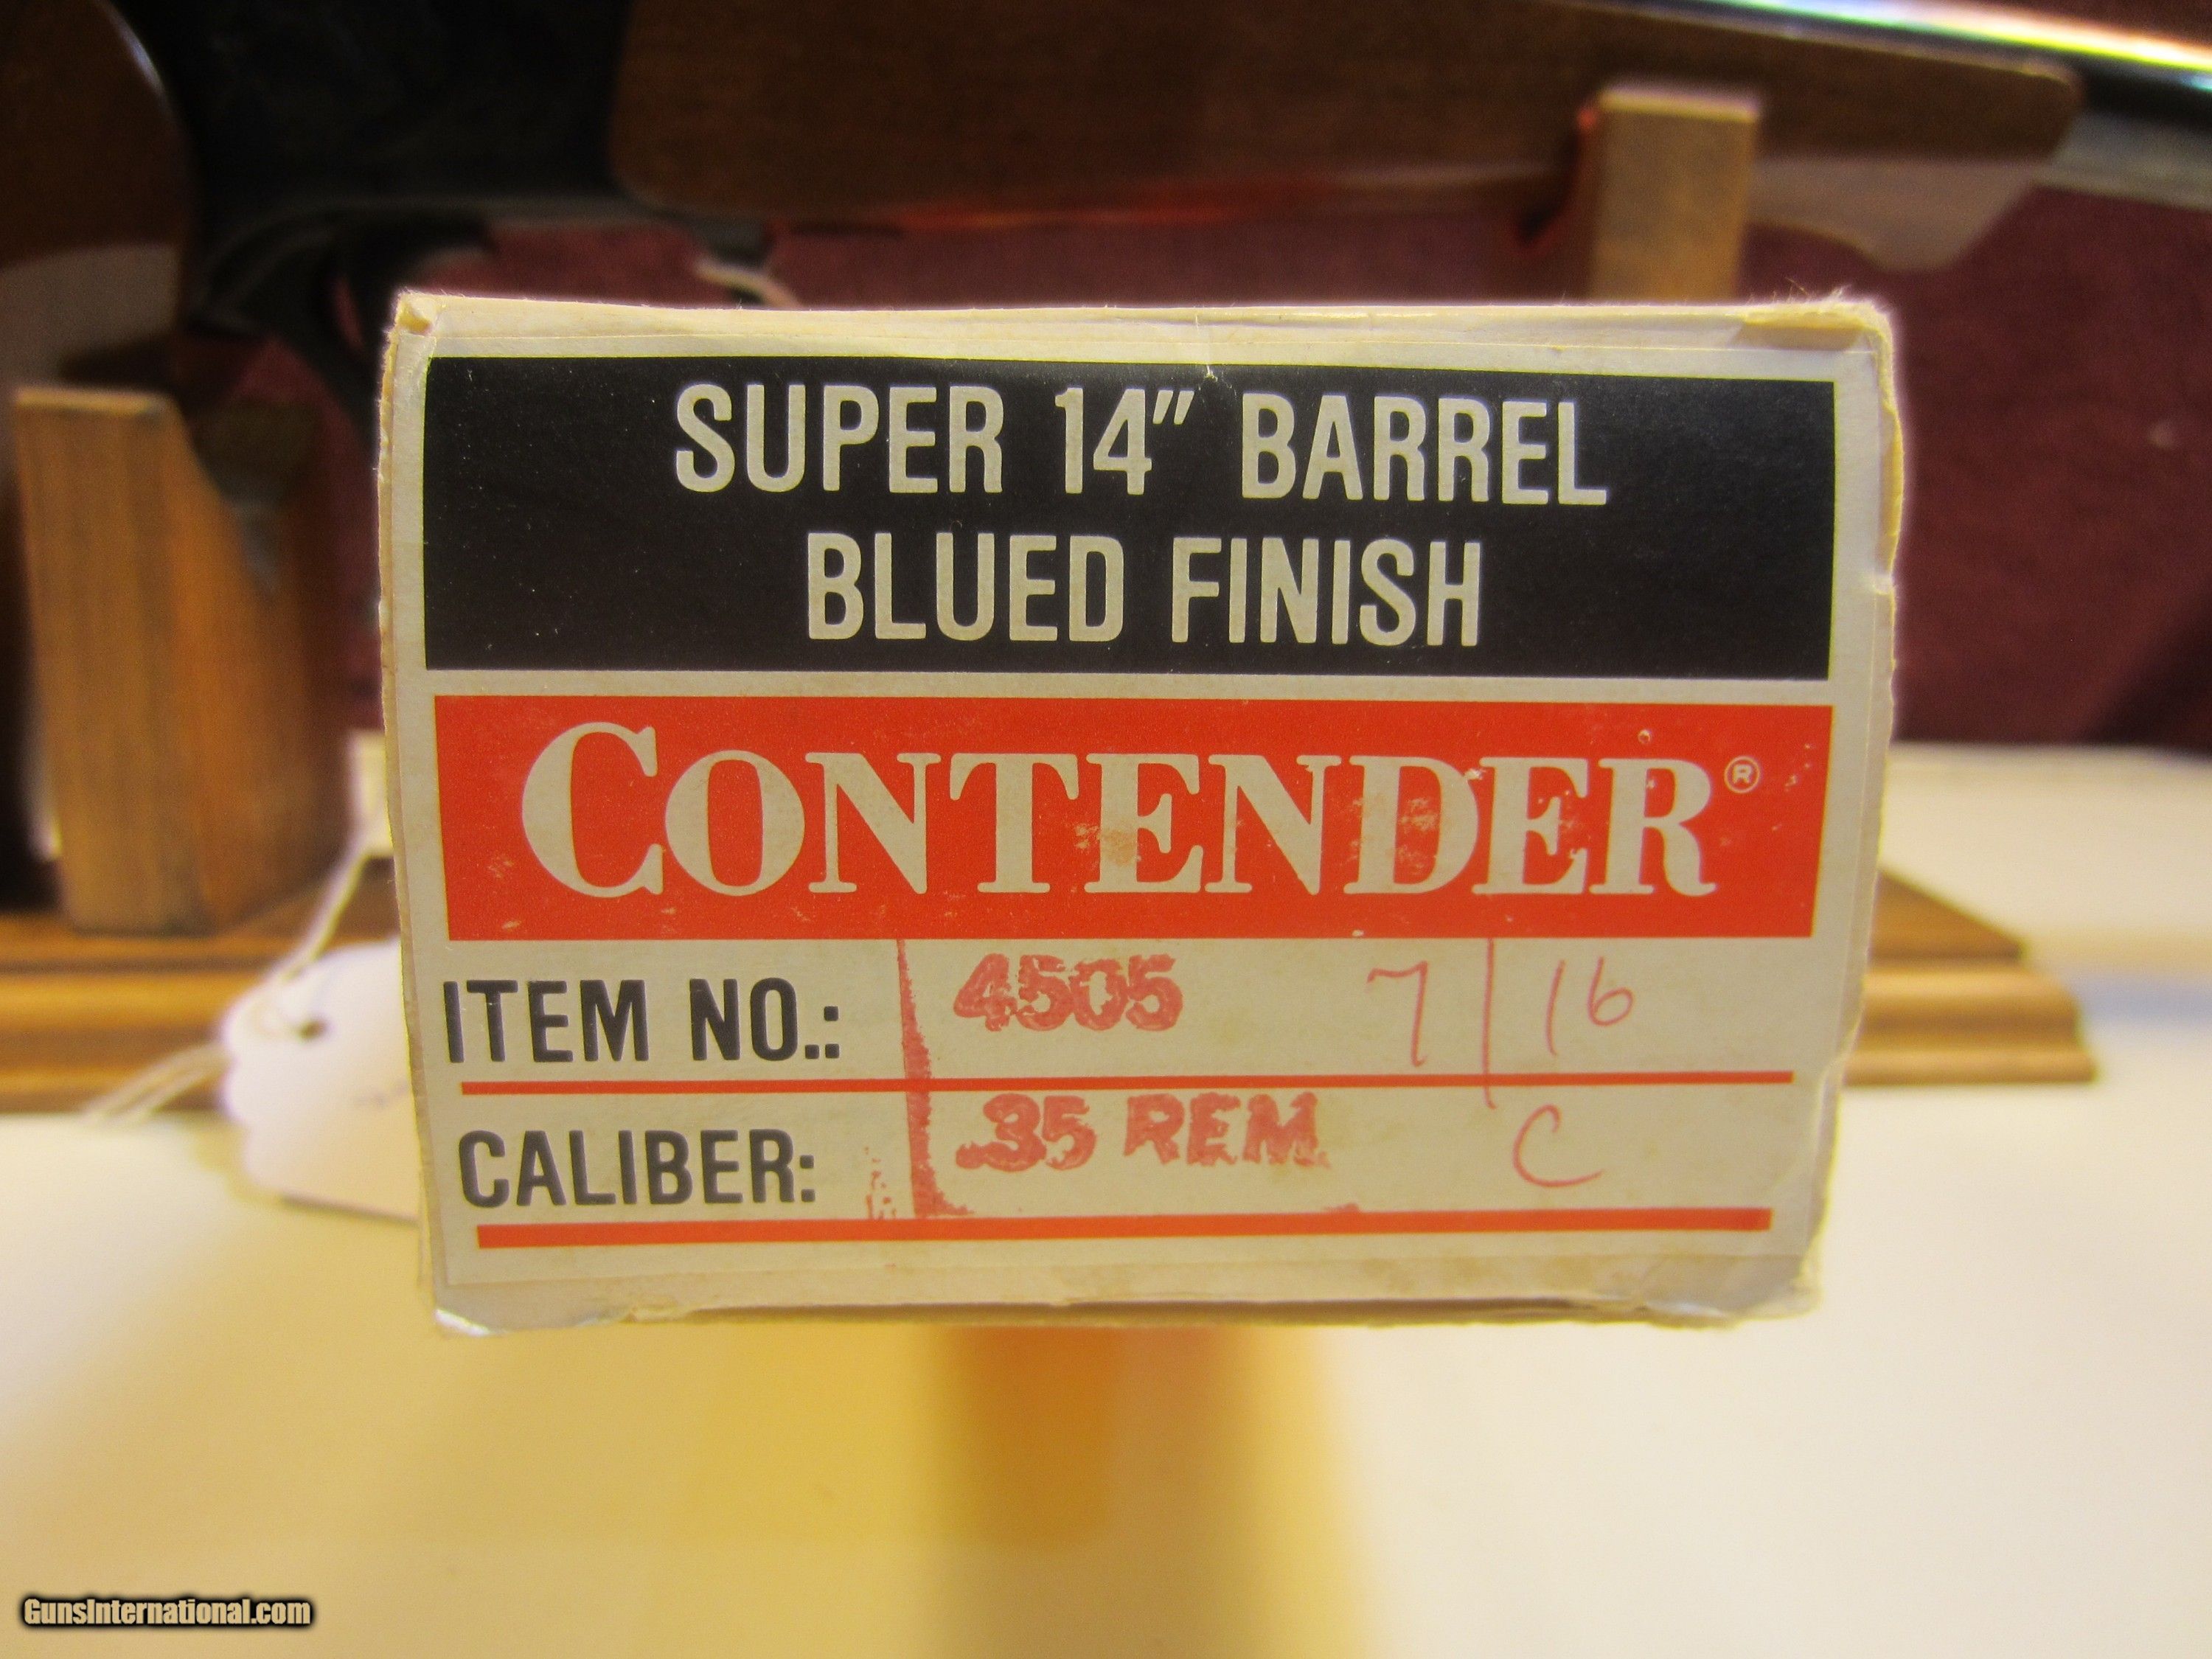 SUPER 14" BARREL
BLUED FINISH
CONTENDER®
ITEM NO.: 4505 7/16
CALIBER: .35 REM. C
GunsInternational.com